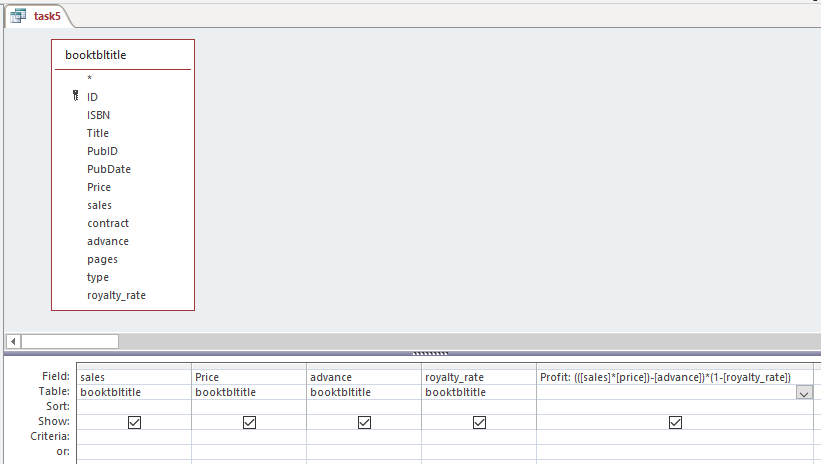 task5
booktbltitle
*
ID
ISBN
Title
PubID
PubDate
Price
sales
contract
advance
pages
type
royalty_rate
Field: sales Price advance royalty_rate Profit: (([sales]*[price])-[advance])*(1-[royalty_rate])
Table: booktbltitle booktbltitle booktbltitle booktbltitle
Sort:
Show:
Criteria:
or: